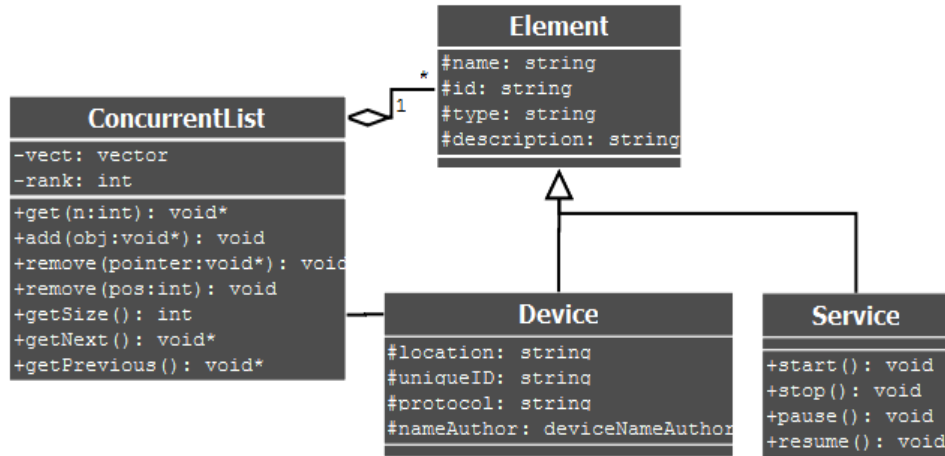 Element
#name: string
#id: string
#type: string
#description: string
*
1
ConcurrentList
-vect: vector
-rank: int
+get(n:int): void*
+add(obj:void*): void
+remove(pointer:void*): void
+remove(pos:int): void
+getSize(): int
+getNext(): void*
+getPrevious(): void*
Device
#location: string
#uniqueID: string
#protocol: string
#nameAuthor: deviceNameAuthor
Service
+start(): void
+stop(): void
+pause(): void
+resume(): void